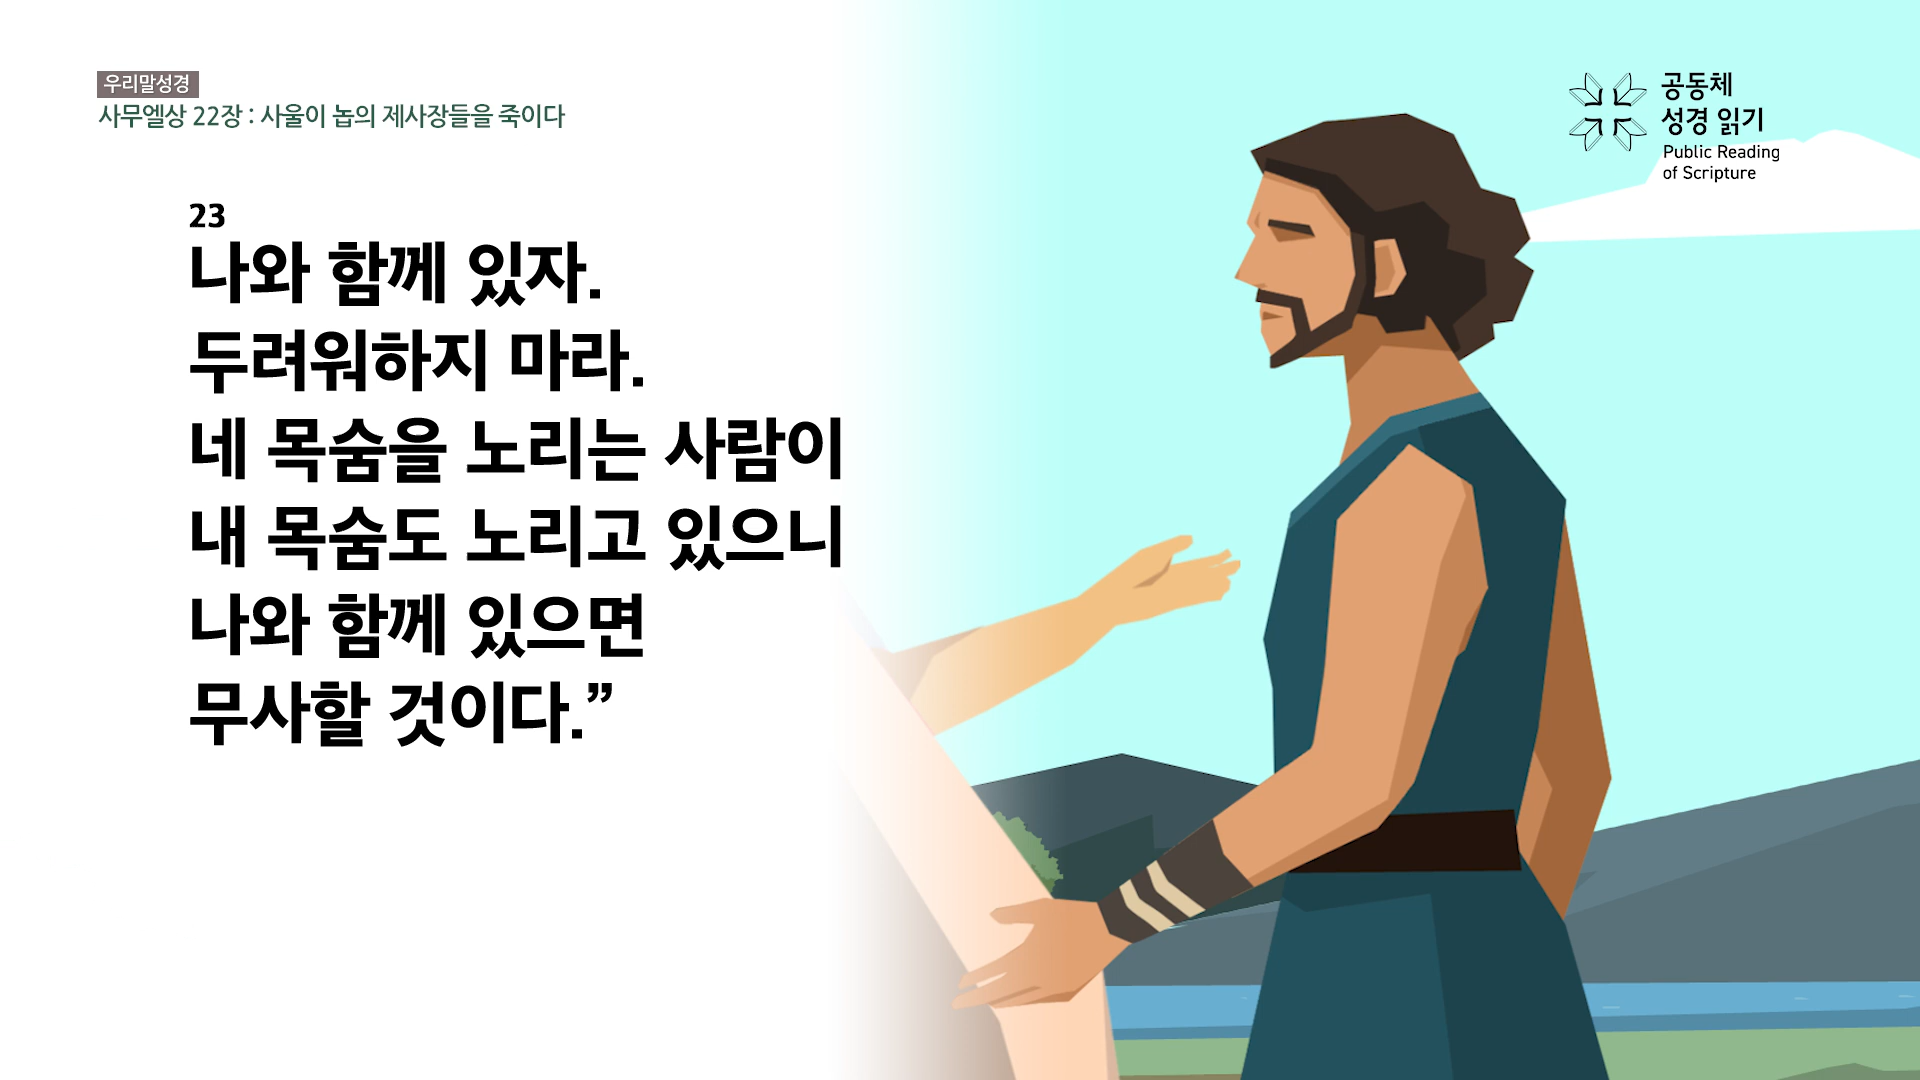 우리말성경
사무엘상 22장 : 사울이 놉의 제사장들을 죽이다
공동체
성경 읽기
Public Reading
of Scripture
23
나와 함께 있자.
두려워하지 마라.
네 목숨을 노리는 사람이
내 목숨도 노리고 있으니
나와 함께 있으면
무사할 것이다.”